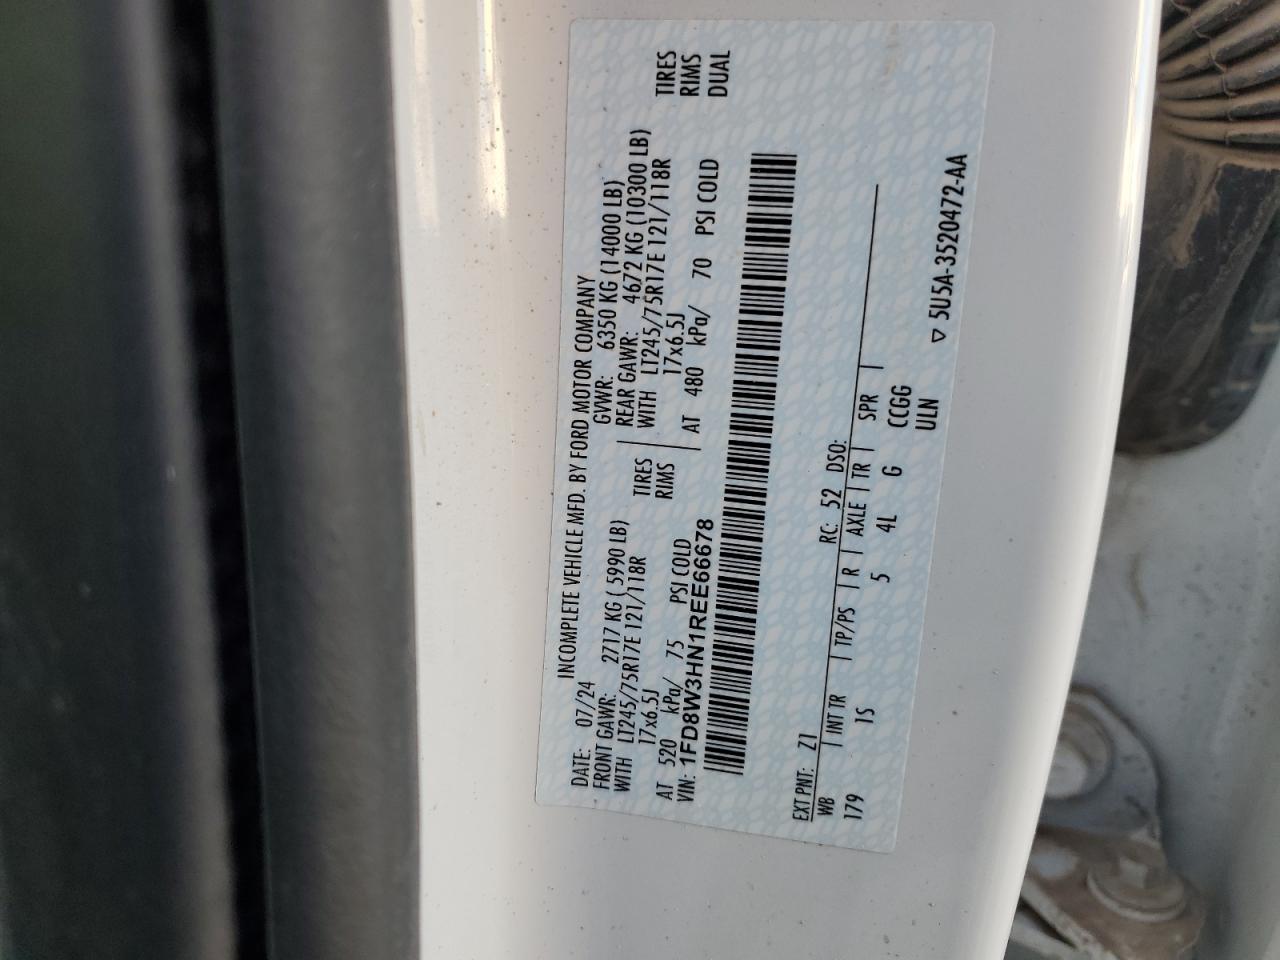 INCOMPLETE VEHICLE MFD. BY FORD MOTOR COMPANY
DATE: 07/24 GVWR: 6350 KG (14000 LB)
FRONT GAWR: 2717 KG ( 5990 LB) REAR GAWR: 4672 KG (10300 LB)
WITH LT245/75R17E 121/118R TIRES WITH LT245/75R17E 121/118R TIRES
17x6.5J RIMS 17x6.5J RIMS
AT 520 kPa/ 75 PSI COLD AT 480 kPa/ 70 PSI COLD DUAL
VIN: 1FD8W3HN1REE66678
EXT PNT: Z1 RC: 52 DSO:
WB INT TR TP/PS R AXLE TR SPR
179 1S 5 4L G CCGG
ULN
▽ 5U5A-3520472-AA